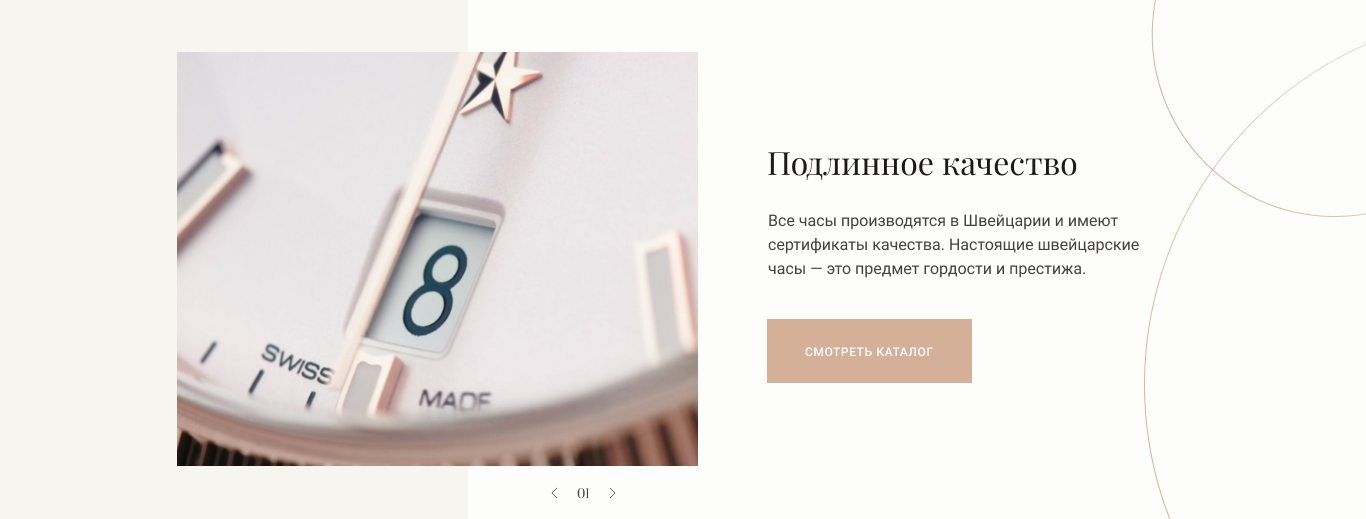 8
SWISS
MADE
Подлинное качество
Все часы производятся в Швейцарии и имеют
сертификаты качества. Настоящие швейцарские
часы — это предмет гордости и престижа.
СМОТРЕТЬ КАТАЛОГ
01